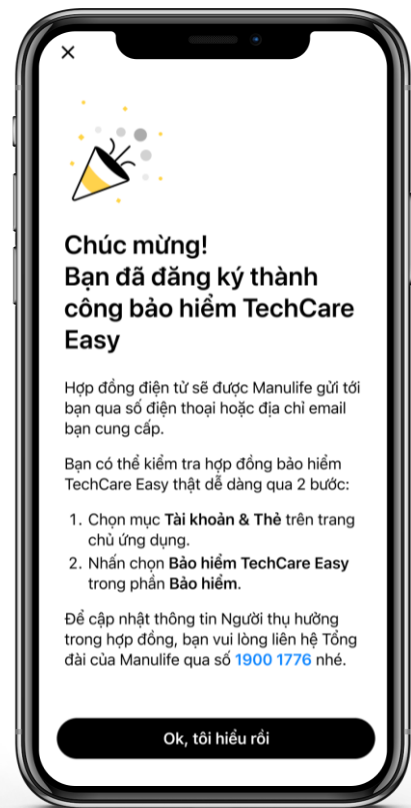 Chúc mừng!
Bạn đã đăng ký thành
công bảo hiểm TechCare
Easy
Hợp đồng điện tử sẽ được Manulife gửi tới
bạn qua số điện thoại hoặc địa chỉ email
bạn cung cấp.
Bạn có thể kiểm tra hợp đồng bảo hiểm
TechCare Easy thật dễ dàng qua 2 bước:
1. Chọn mục Tài khoản & Thẻ trên trang
chủ ứng dụng.
2. Nhấn chọn Bảo hiểm TechCare Easy
trong phần Bảo hiểm.
Để cập nhật thông tin Người thụ hưởng
trong hợp đồng, bạn vui lòng liên hệ Tổng
đài của Manulife qua số 1900 1776 nhé.
Ok, tôi hiểu rồi